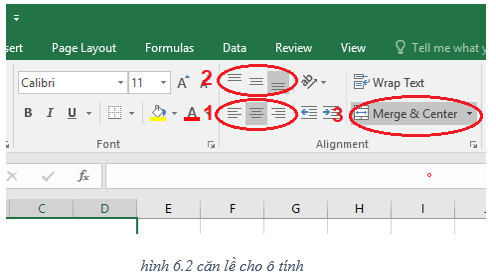 sert Page Layout Formulas Data Review View Tell me what y
Calibri 11 A A 2 Wrap Text
B I U A 1 3 Merge & Center
Font Alignment
fx
C D E F G H I
hình 6.2 căn lề cho ô tính